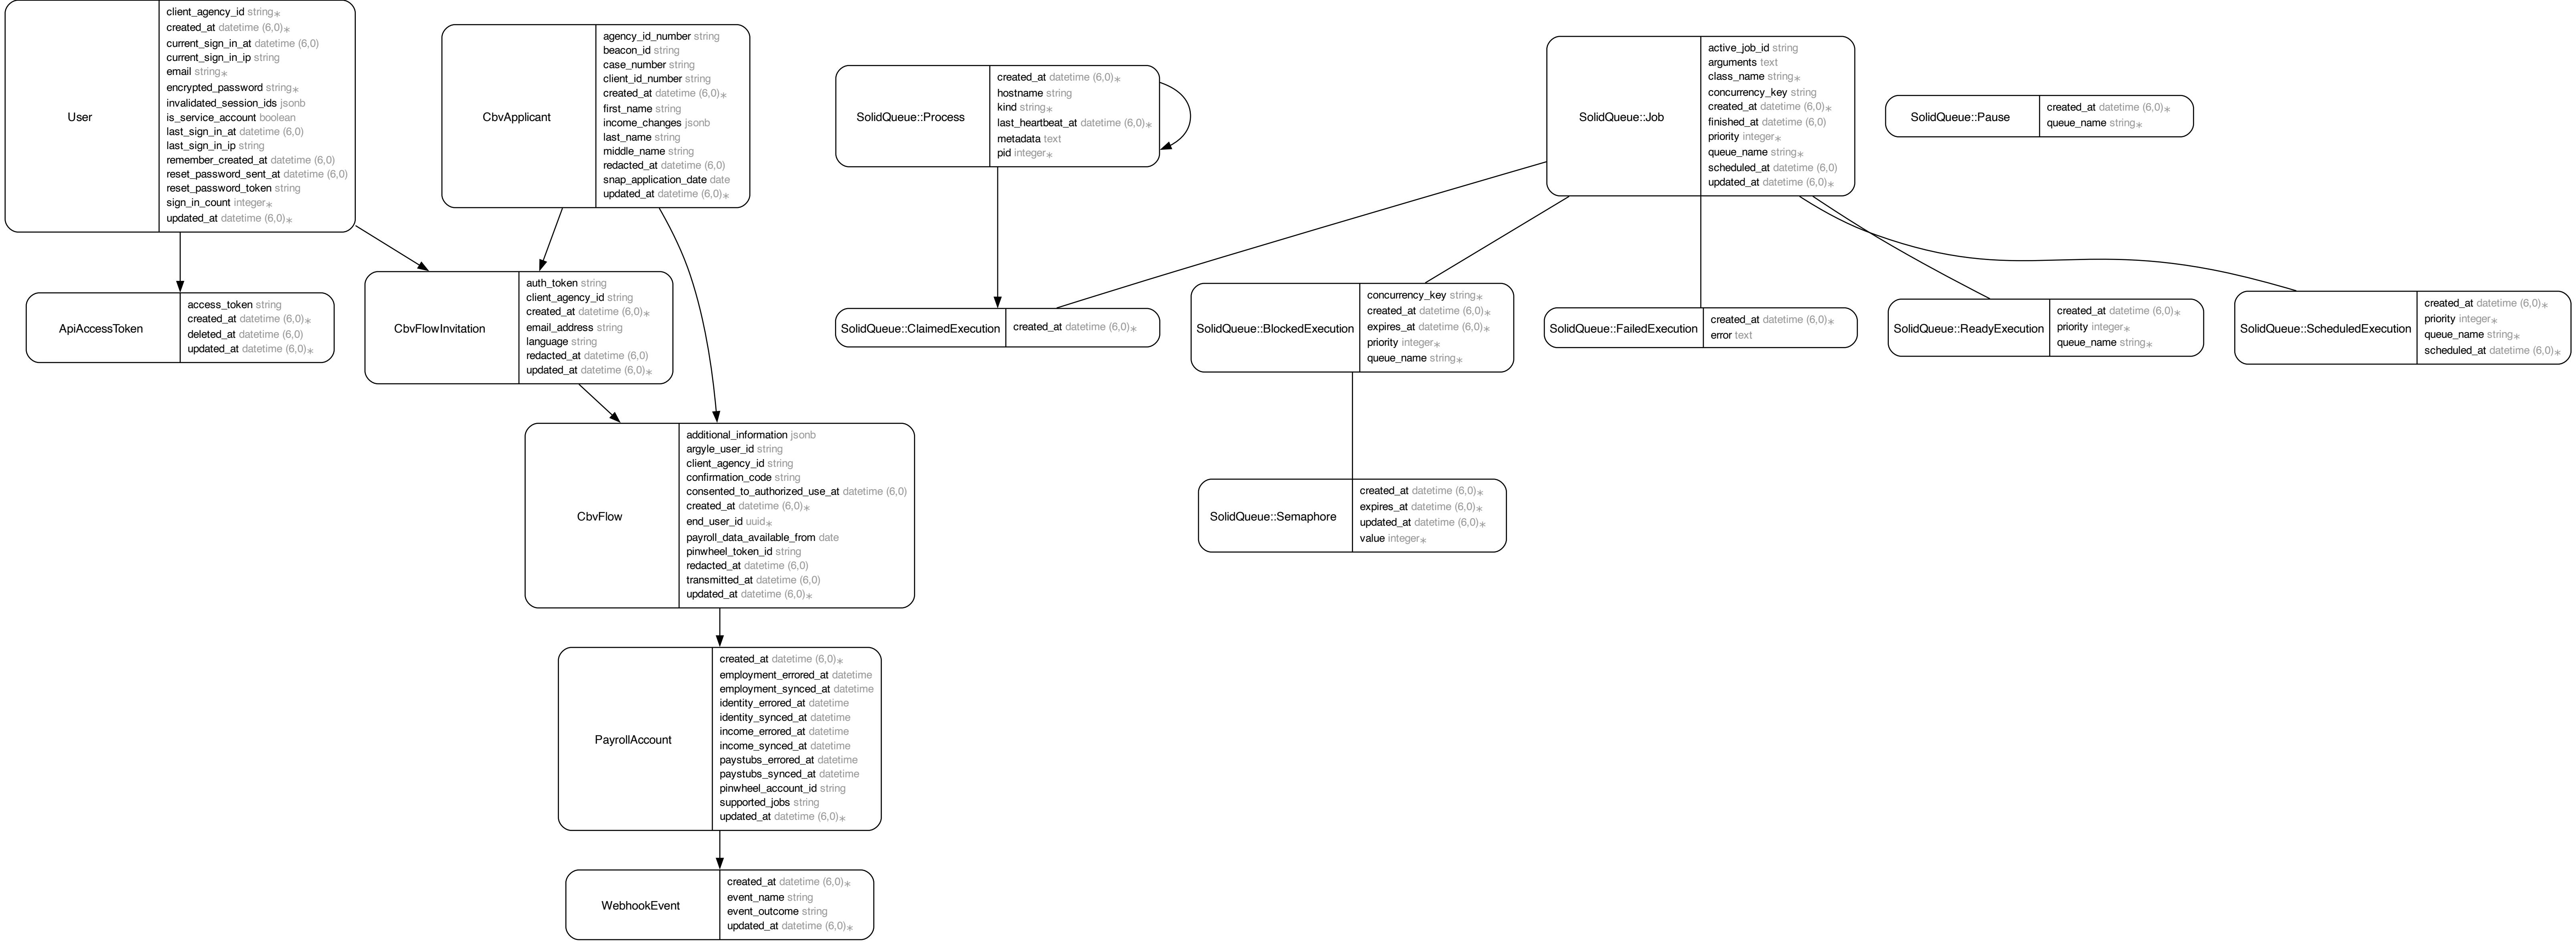 User
client_agency_id string∗
created_at datetime (6,0)∗
current_sign_in_at datetime (6,0)
current_sign_in_ip string
email string∗
encrypted_password string∗
invalidated_session_ids jsonb
is_service_account boolean
last_sign_in_at datetime (6,0)
last_sign_in_ip string
remember_created_at datetime (6,0)
reset_password_sent_at datetime (6,0)
reset_password_token string
sign_in_count integer∗
updated_at datetime (6,0)∗
CbvApplicant
agency_id_number string
beacon_id string
case_number string
client_id_number string
created_at datetime (6,0)∗
first_name string
income_changes jsonb
last_name string
middle_name string
redacted_at datetime (6,0)
snap_application_date date
updated_at datetime (6,0)∗
SolidQueue::Process
created_at datetime (6,0)∗
hostname string
kind string∗
last_heartbeat_at datetime (6,0)∗
metadata text
pid integer∗
SolidQueue::Job
active_job_id string
arguments text
class_name string∗
concurrency_key string
created_at datetime (6,0)∗
finished_at datetime (6,0)
priority integer∗
queue_name string∗
scheduled_at datetime (6,0)
updated_at datetime (6,0)∗
SolidQueue::Pause
created_at datetime (6,0)∗
queue_name string∗
ApiAccessToken
access_token string
created_at datetime (6,0)∗
deleted_at datetime (6,0)
updated_at datetime (6,0)∗
CbvFlowInvitation
auth_token string
client_agency_id string
created_at datetime (6,0)∗
email_address string
language string
redacted_at datetime (6,0)
updated_at datetime (6,0)∗
SolidQueue::ClaimedExecution
created_at datetime (6,0)∗
SolidQueue::BlockedExecution
concurrency_key string∗
created_at datetime (6,0)∗
expires_at datetime (6,0)∗
priority integer∗
queue_name string∗
SolidQueue::FailedExecution
created_at datetime (6,0)∗
error text
SolidQueue::ReadyExecution
created_at datetime (6,0)∗
priority integer∗
queue_name string∗
SolidQueue::ScheduledExecution
created_at datetime (6,0)∗
priority integer∗
queue_name string∗
scheduled_at datetime (6,0)∗
CbvFlow
additional_information jsonb
argyle_user_id string
client_agency_id string
confirmation_code string
consented_to_authorized_use_at datetime (6,0)
created_at datetime (6,0)∗
end_user_id uuid∗
payroll_data_available_from date
pinwheel_token_id string
redacted_at datetime (6,0)
transmitted_at datetime (6,0)
updated_at datetime (6,0)∗
SolidQueue::Semaphore
created_at datetime (6,0)∗
expires_at datetime (6,0)∗
updated_at datetime (6,0)∗
value integer∗
PayrollAccount
created_at datetime (6,0)∗
employment_errored_at datetime
employment_synced_at datetime
identity_errored_at datetime
identity_synced_at datetime
income_errored_at datetime
income_synced_at datetime
paystubs_errored_at datetime
paystubs_synced_at datetime
pinwheel_account_id string
supported_jobs string
updated_at datetime (6,0)∗
WebhookEvent
created_at datetime (6,0)∗
event_name string
event_outcome string
updated_at datetime (6,0)∗